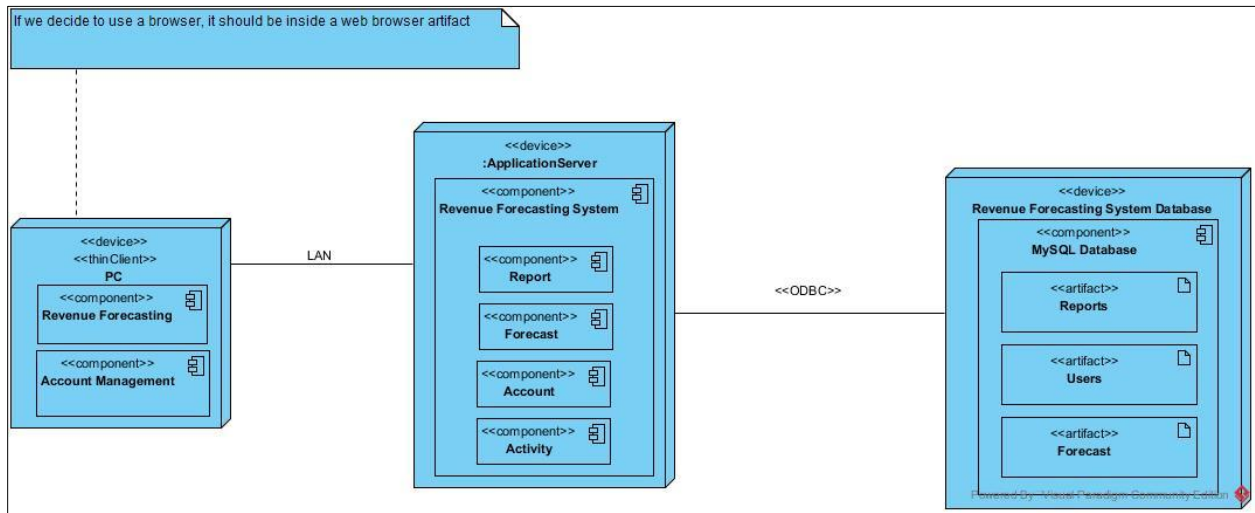 If we decide to use a browser, it should be inside a web browser artifact
<<device>>
<<thinClient>>
PC
<<component>>
Revenue Forecasting
<<component>>
Account Management
LAN
<<device>>
:ApplicationServer
<<component>>
Revenue Forecasting System
<<component>>
Report
<<component>>
Forecast
<<component>>
Account
<<component>>
Activity
<<ODBC>>
<<device>>
Revenue Forecasting System Database
<<component>>
MySQL Database
<<artifact>>
Reports
<<artifact>>
Users
<<artifact>>
Forecast
Powered By Visual Paradigm Community Edition